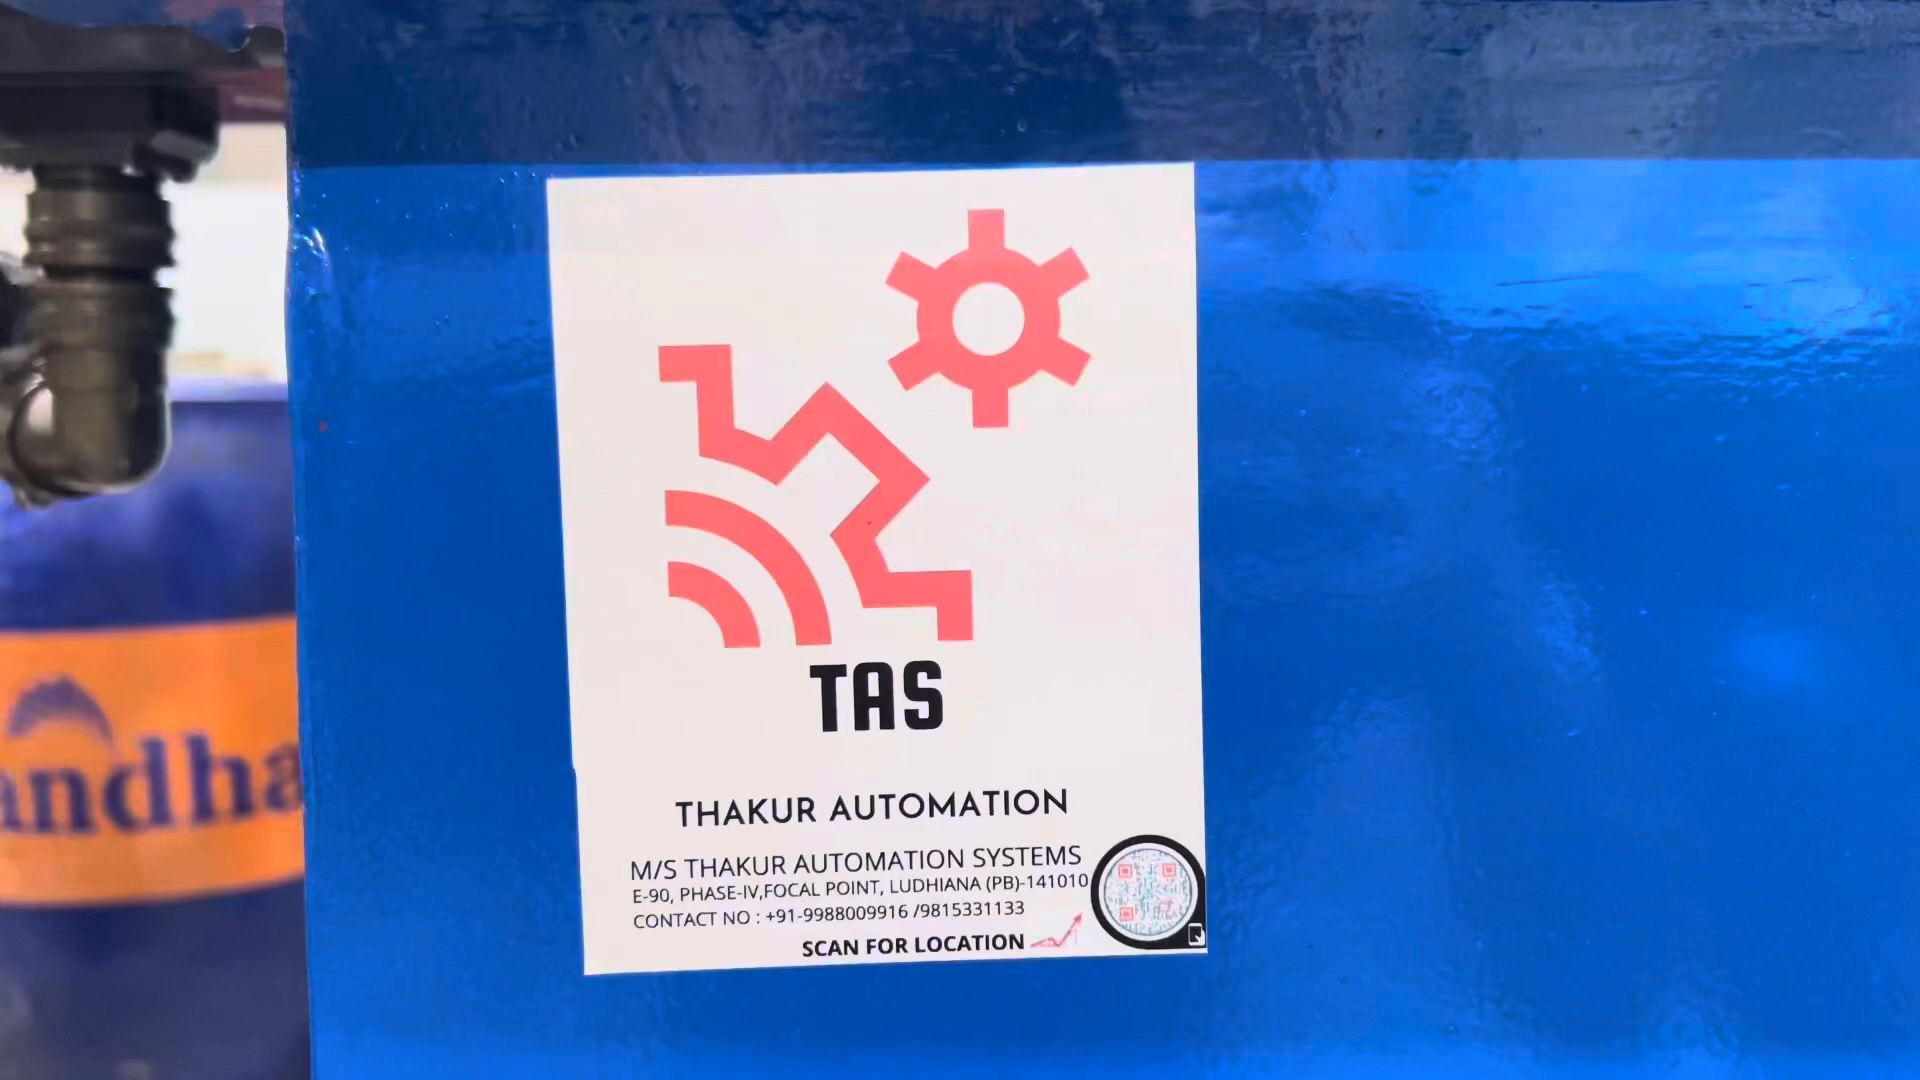 TAS
THAKUR AUTOMATION
M/S THAKUR AUTOMATION SYSTEMS
E-90, PHASE-IV,FOCAL POINT, LUDHIANA (PB)-141010
CONTACT NO : +91-9988009916 /9815331133
SCAN FOR LOCATION
andha